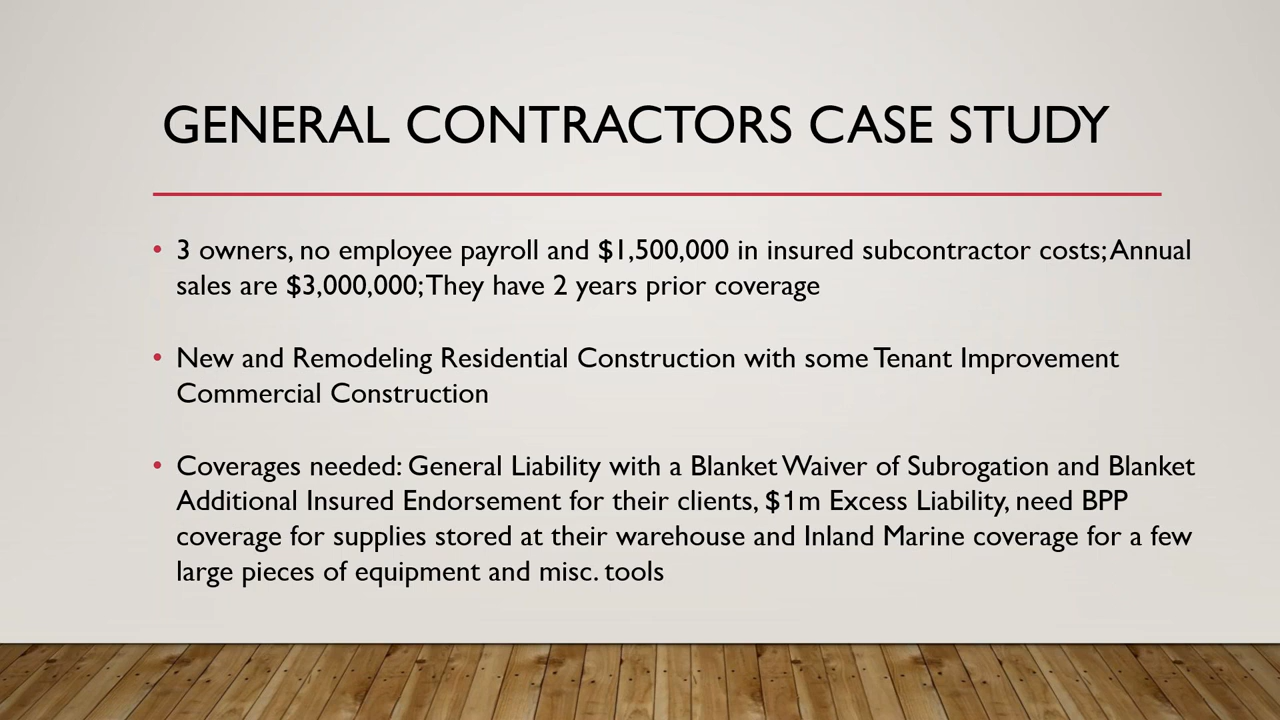 GENERAL CONTRACTORS CASE STUDY
• 3 owners, no employee payroll and $1,500,000 in insured subcontractor costs; Annual
sales are $3,000,000; They have 2 years prior coverage
• New and Remodeling Residential Construction with some Tenant Improvement
Commercial Construction
• Coverages needed: General Liability with a Blanket Waiver of Subrogation and Blanket
Additional Insured Endorsement for their clients, $1m Excess Liability, need BPP
coverage for supplies stored at their warehouse and Inland Marine coverage for a few
large pieces of equipment and misc. tools